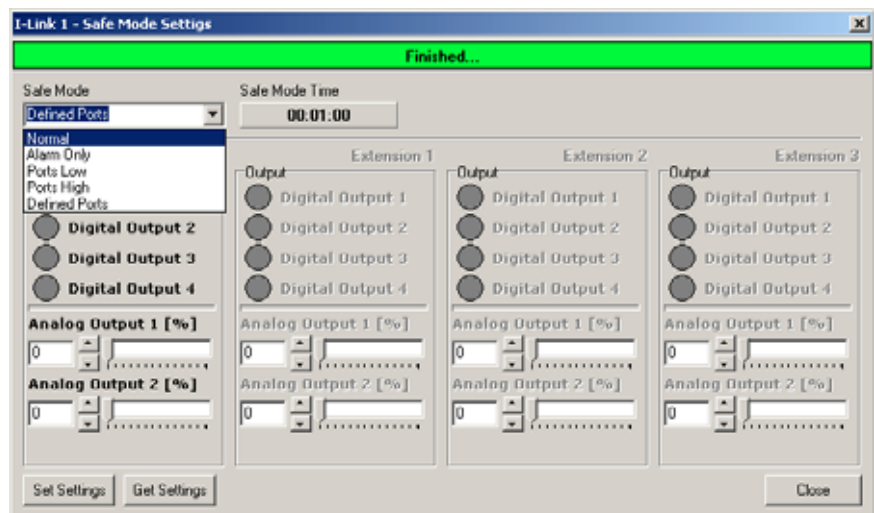 I-Link 1 - Safe Mode Settigs
Finished...
Safe Mode
Safe Mode Time
Defined Ports
00:01:00
Normal
Alarm Only
Ports Low
Ports High
Defined Ports
Digital Output 2
Digital Output 3
Digital Output 4
Analog Output 1 [%]
0
Analog Output 2 [%]
0
Extension 1
Output
Digital Output 1
Digital Output 2
Digital Output 3
Digital Output 4
Analog Output 1 [%]
0
Analog Output 2 [%]
0
Extension 2
Output
Digital Output 1
Digital Output 2
Digital Output 3
Digital Output 4
Analog Output 1 [%]
0
Analog Output 2 [%]
0
Extension 3
Output
Digital Output 1
Digital Output 2
Digital Output 3
Digital Output 4
Analog Output 1 [%]
0
Analog Output 2 [%]
0
Set Settings
Get Settings
Close